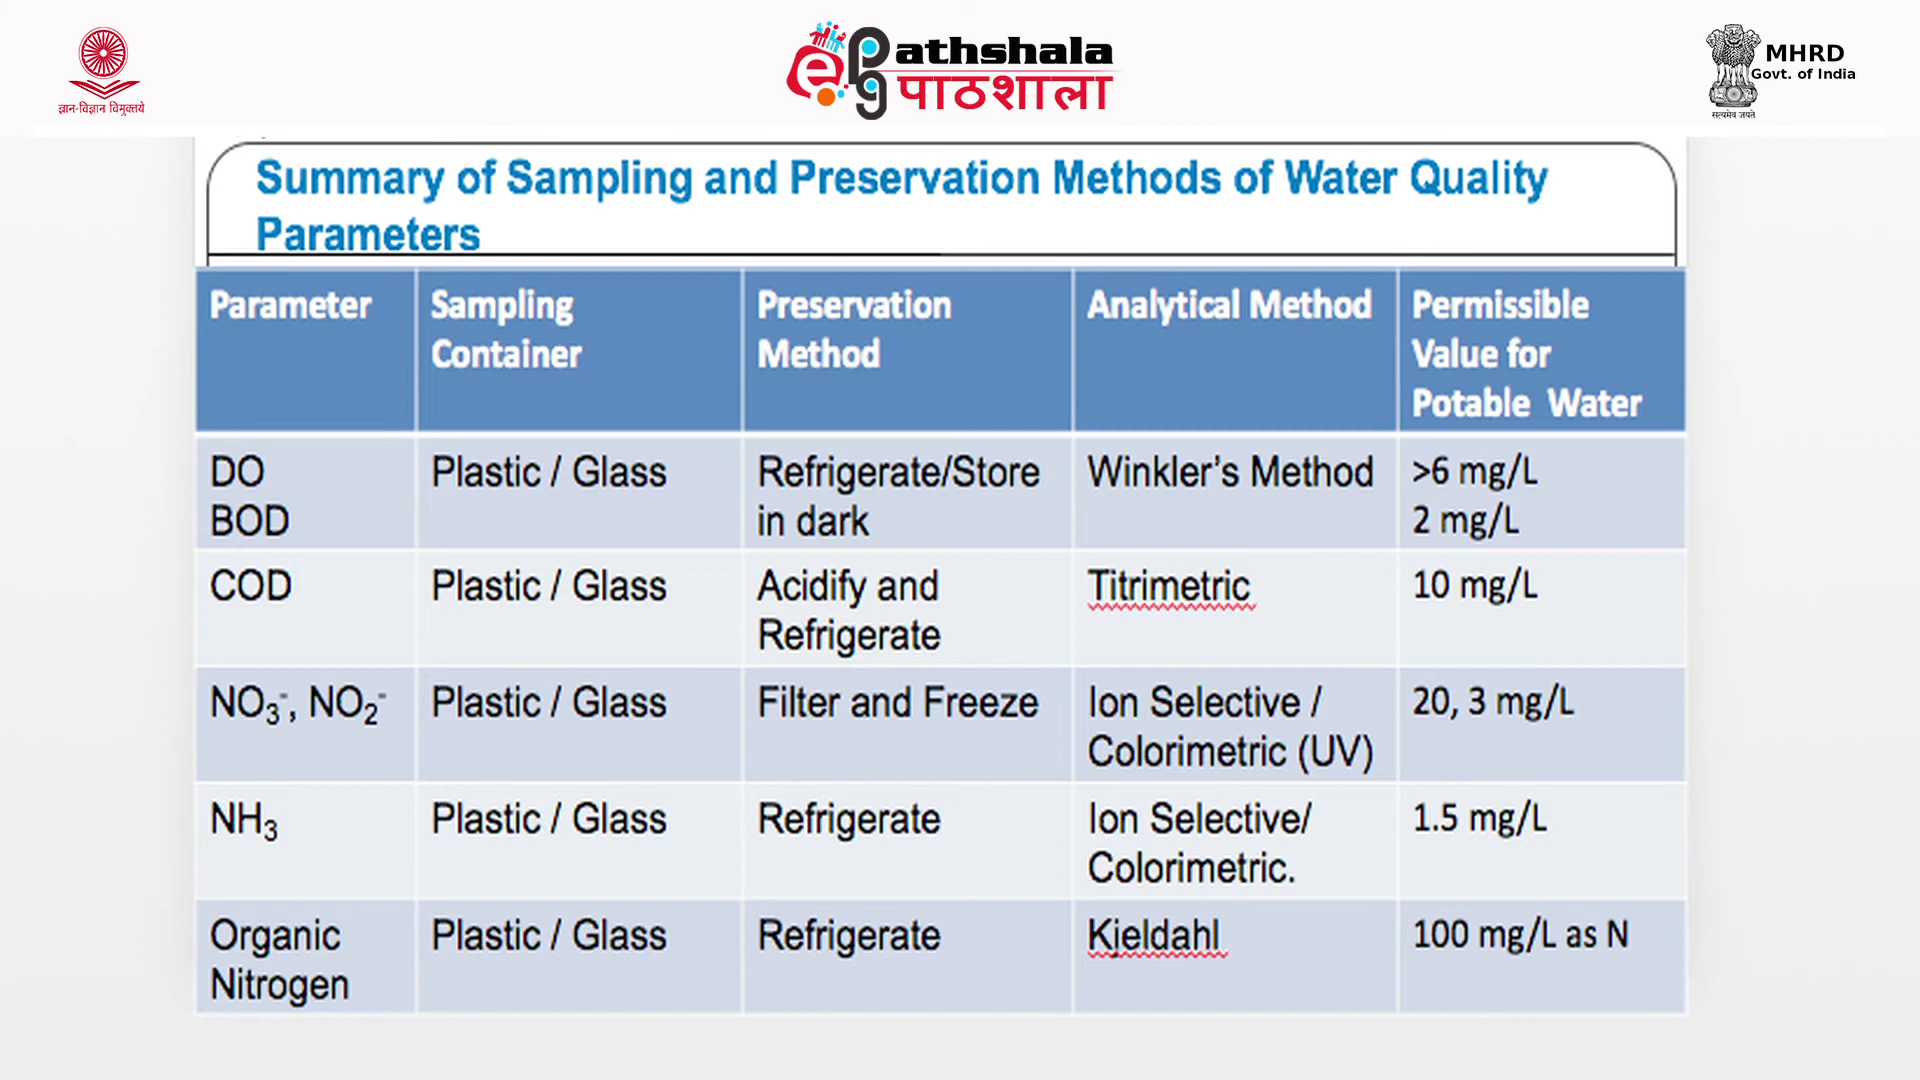 ज्ञान-विज्ञान विमुक्तये
e
pg
athshala
पाठशाला
MHRD
Govt. of India
सत्यमेव जयते
Summary of Sampling and Preservation Methods of Water Quality
Parameters
Parameter
Sampling
Container
Preservation
Method
Analytical Method
Permissible
Value for
Potable Water
DO
BOD
Plastic / Glass
Refrigerate/Store
in dark
Winkler’s Method
>6 mg/L
2 mg/L
COD
Plastic / Glass
Acidify and
Refrigerate
Titrimetric
10 mg/L
NO₃⁻, NO₂⁻
Plastic / Glass
Filter and Freeze
Ion Selective /
Colorimetric (UV)
20, 3 mg/L
NH₃
Plastic / Glass
Refrigerate
Ion Selective/
Colorimetric.
1.5 mg/L
Organic
Nitrogen
Plastic / Glass
Refrigerate
Kjeldahl
100 mg/L as N